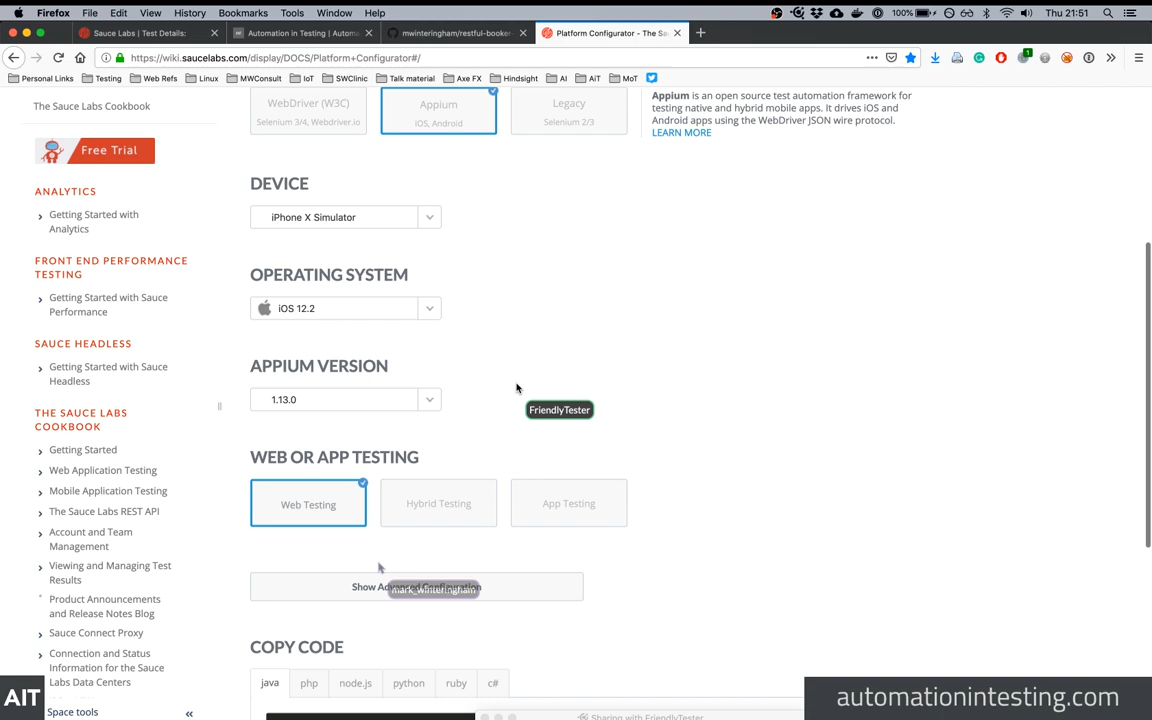 Firefox File Edit View History Bookmarks Tools Window Help 100% Thu 21:51
Sauce Labs | Test Details: Automation in Testing | Autom mwinteringham/restful-booker- Platform Configurator - The Sa
https://wiki.saucelabs.com/display/DOCS/Platform+Configurator#/
Personal Links Testing Web Refs Linux MWConsult IoT SWClinic Talk material Axe FX Hindsight AI AiT MoT
The Sauce Labs Cookbook
Free Trial
ANALYTICS
Getting Started with
Analytics
FRONT END PERFORMANCE
TESTING
Getting Started with Sauce
Performance
SAUCE HEADLESS
Getting Started with Sauce
Headless
THE SAUCE LABS
COOKBOOK
Getting Started
Web Application Testing
Mobile Application Testing
The Sauce Labs REST API
Account and Team
Management
Viewing and Managing Test
Results
Product Announcements
and Release Notes Blog
Sauce Connect Proxy
Connection and Status
Information for the Sauce
Labs Data Centers
Space tools
AIT
WebDriver (W3C)
Selenium 3/4, Webdriver.io
Appium
iOS, Android
Legacy
Selenium 2/3
Appium is an open source test automation framework for
testing native and hybrid mobile apps. It drives iOS and
Android apps using the WebDriver JSON wire protocol.
LEARN MORE
DEVICE
iPhone X Simulator
OPERATING SYSTEM
iOS 12.2
APPIUM VERSION
1.13.0
FriendlyTester
WEB OR APP TESTING
Web Testing Hybrid Testing App Testing
Show Advanced Configuration
mark_winteringham
COPY CODE
java php node.js python ruby c#
Sharing with FriendlyTester
automationintesting.com